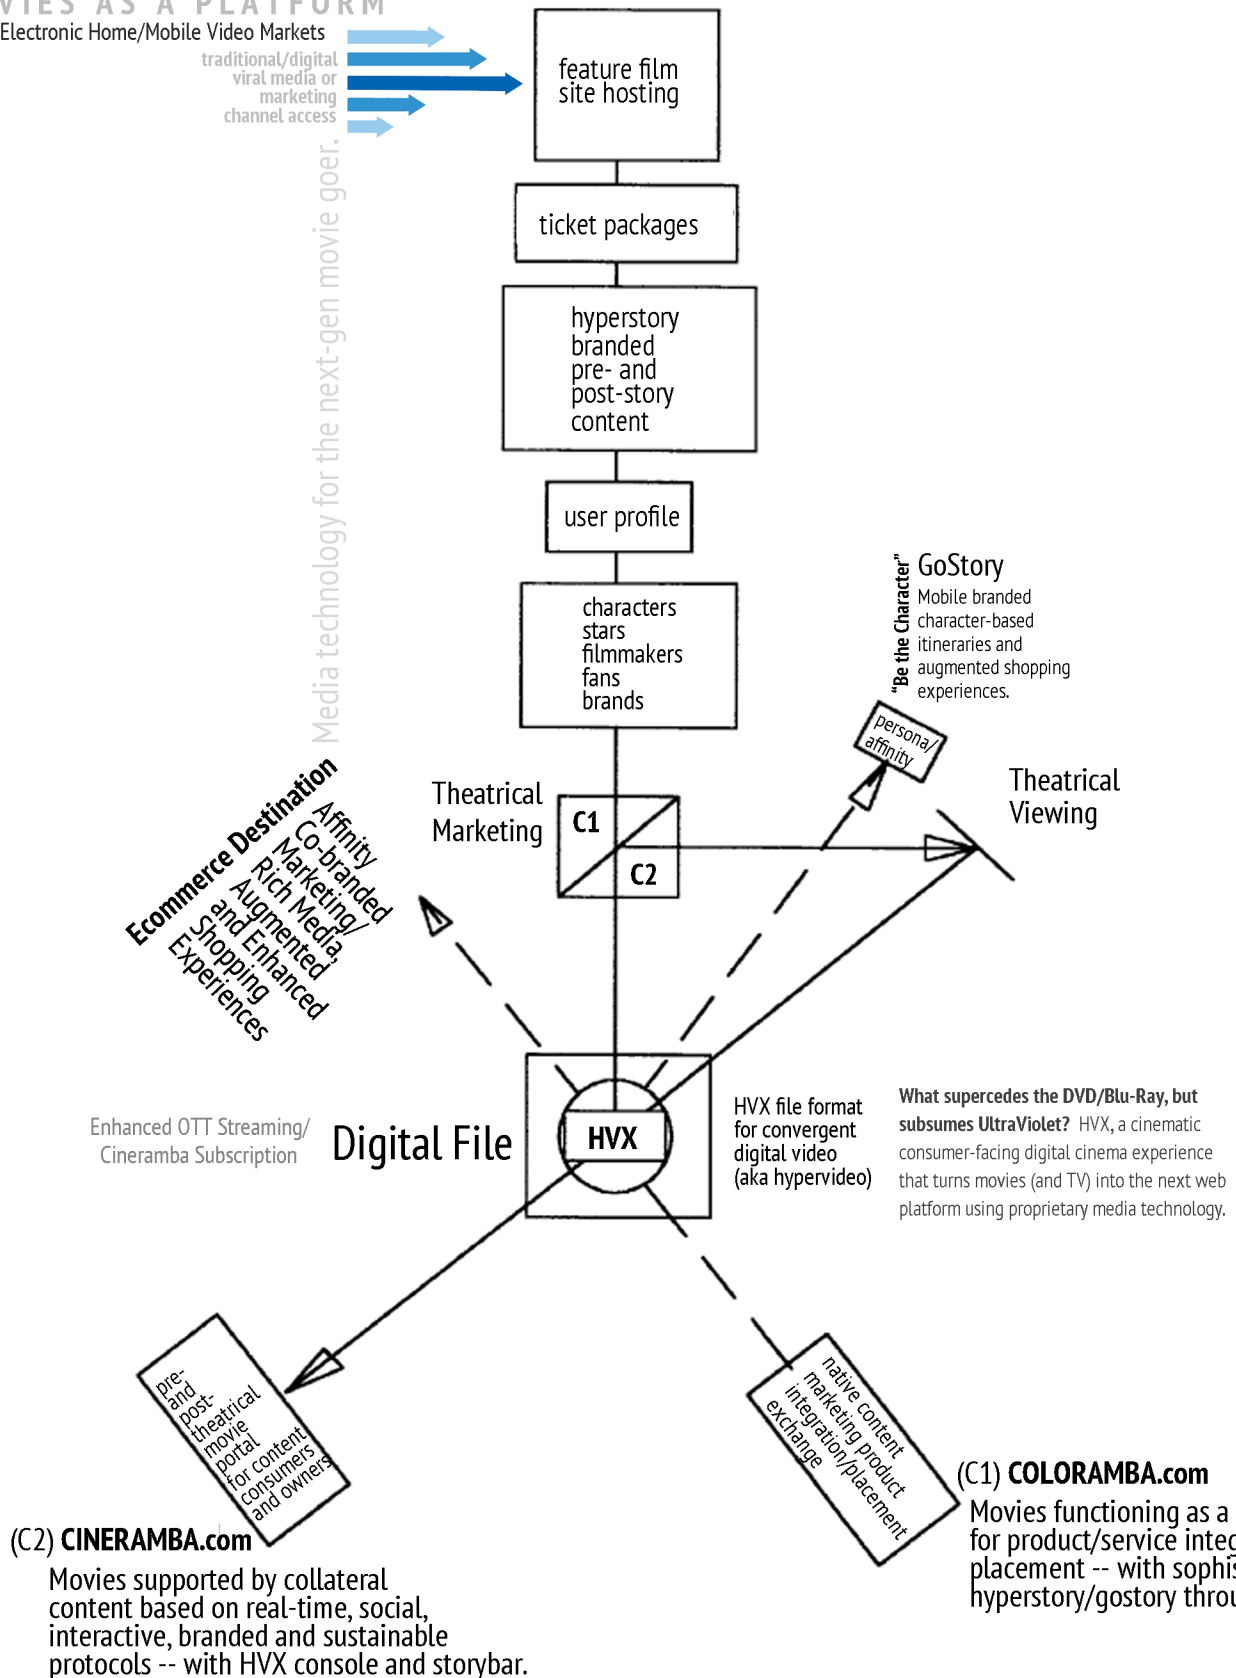 VIES AS A PLATFORM
Electronic Home/Mobile Video Markets
traditional/digital
viral media or
marketing
channel access
Media technology for the next-gen movie goer.
feature film
site hosting
ticket packages
hyperstory
branded
pre- and
post-story
content
user profile
characters
stars
filmmakers
fans
brands
"Be the Character"
GoStory
Mobile branded
character-based
itineraries and
augmented shopping
experiences.
persona/
affinity
Theatrical
Marketing
C1
C2
Theatrical
Viewing
Ecommerce Destination
Affinity
Co-branded
Marketing/
Rich Media,
Augmented
and Enhanced
Shopping
Experiences
Enhanced OTT Streaming/
Cineramba Subscription
Digital File
HVX
HVX file format
for convergent
digital video
(aka hypervideo)
What supercedes the DVD/Blu-Ray, but
subsumes UltraViolet? HVX, a cinematic
consumer-facing digital cinema experience
that turns movies (and TV) into the next web
platform using proprietary media technology.
pre-
and
post-
theatrical
movie
portal
for content
consumers
and owners
native content
marketing product
integration/placement
exchange
(C1) COLORAMBA.com
Movies functioning as a
for product/service integ
placement -- with sophis
hyperstory/gostory throu
(C2) CINERAMBA.com
Movies supported by collateral
content based on real-time, social,
interactive, branded and sustainable
protocols -- with HVX console and storybar.